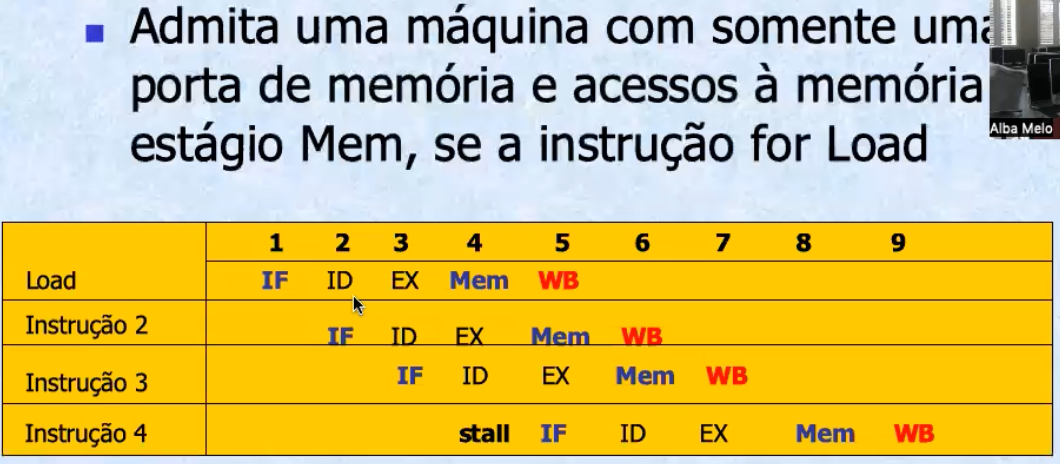 Admita uma máquina com somente uma
porta de memória e acessos à memória
estágio Mem, se a instrução for Load
Alba Melo
1 2 3 4 5 6 7 8 9
Load IF ID EX Mem WB
Instrução 2 IF ID EX Mem WB
Instrução 3 IF ID EX Mem WB
Instrução 4 stall IF ID EX Mem WB